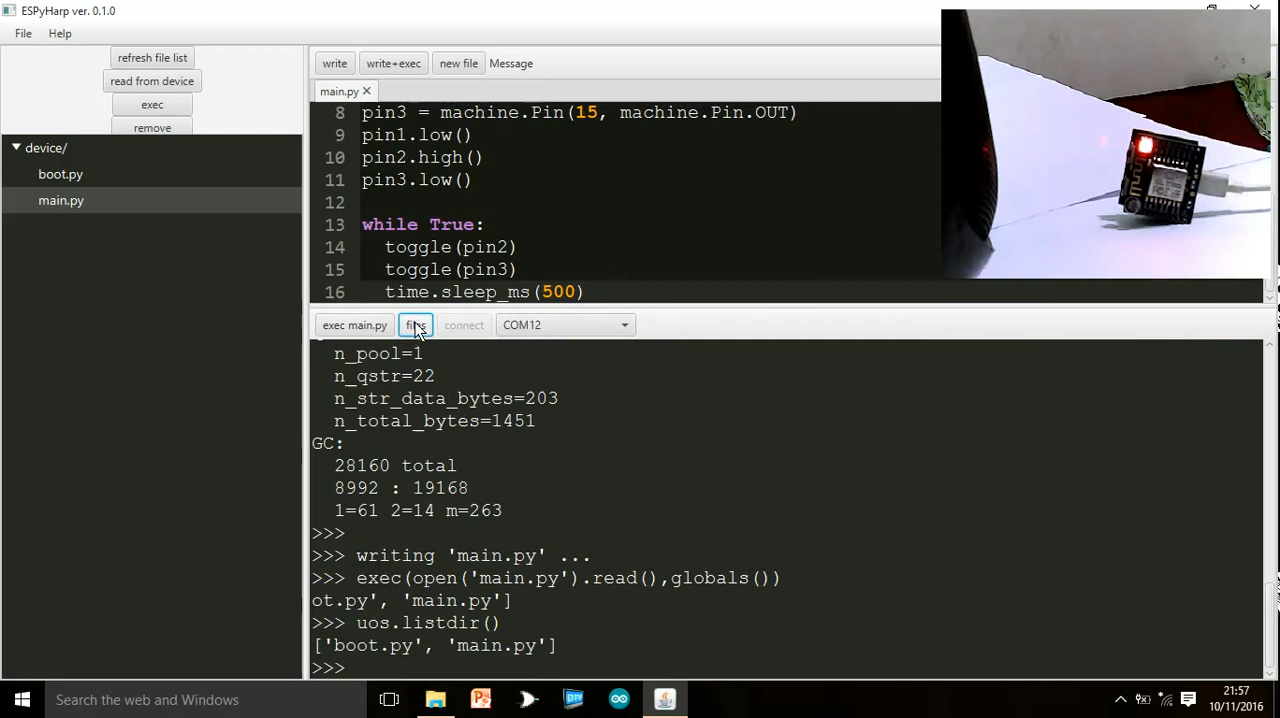 ESPyHarp ver. 0.1.0
File Help
refresh file list
read from device
exec
remove
device/
boot.py
main.py
write write+exec new file Message
main.py
8 pin3 = machine.Pin(15, machine.Pin.OUT)
9 pin1.low()
10 pin2.high()
11 pin3.low()
12
13 while True:
14 toggle(pin2)
15 toggle(pin3)
16 time.sleep_ms(500)
exec main.py files connect COM12
n_pool=1
n_qstr=22
n_str_data_bytes=203
n_total_bytes=1451
GC:
28160 total
8992 : 19168
1=61 2=14 m=263
>>>
>>> writing 'main.py' ...
>>> exec(open('main.py').read(),globals())
ot.py', 'main.py']
>>> uos.listdir()
['boot.py', 'main.py']
>>>
Search the web and Windows
DTV
21:57
10/11/2016